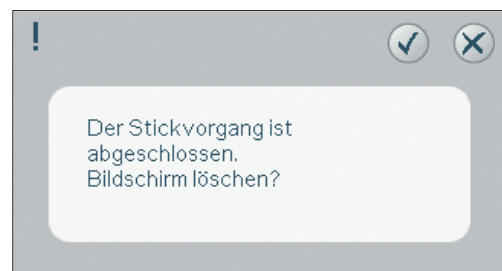 !
Der Stickvorgang ist
abgeschlossen.
Bildschirm löschen?